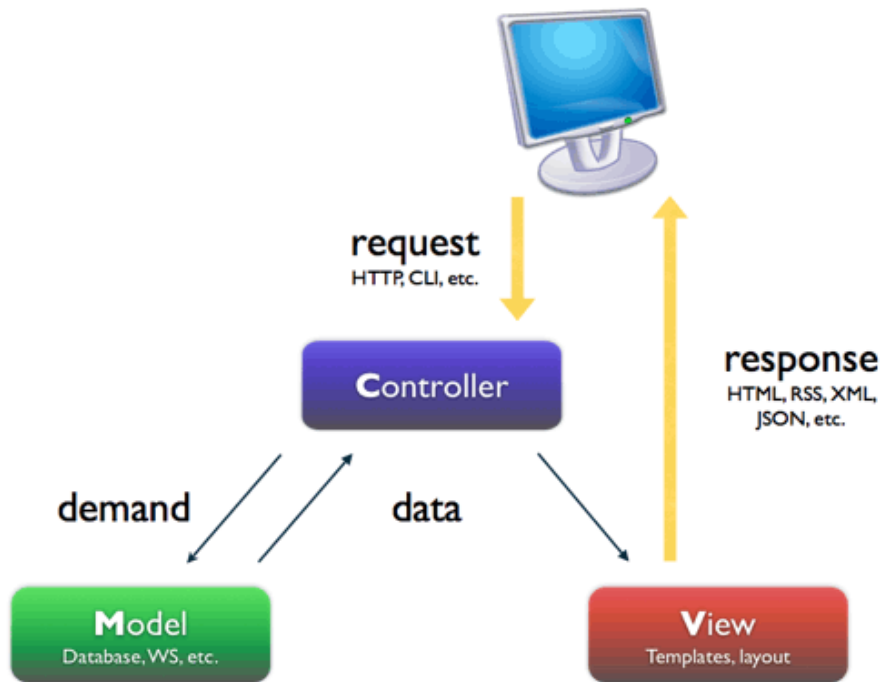 request
HTTP, CLI, etc.
Controller
response
HTML, RSS, XML,
JSON, etc.
demand
data
Model
Database, WS, etc.
View
Templates, layout